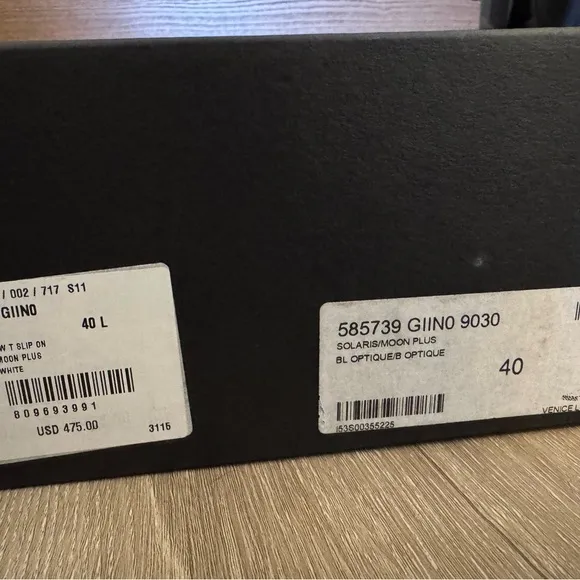 / 002 / 717 S11
GIIN0
40 L
W T SLIP ON
MOON PLUS
WHITE
809693991
USD 475.00
3115
585739 GIIN0 9030
SOLARIS/MOON PLUS
BL OPTIQUE/B OPTIQUE
40
I53S00355225
VENICE L